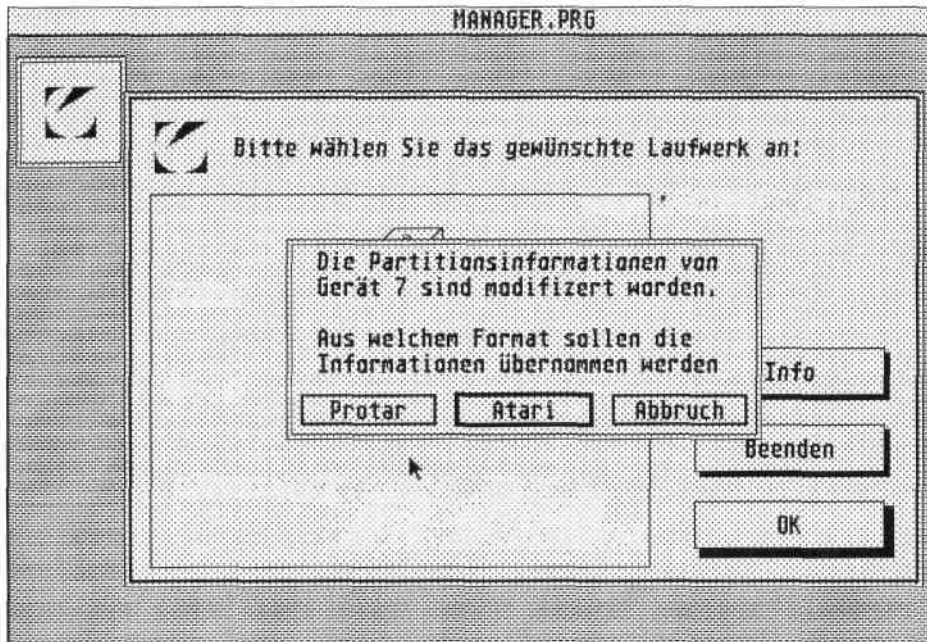 MANAGER.PRG
Bitte wählen Sie das gewünschte Laufwerk an:
Die Partitionsinformationen von
Gerät 7 sind modifizert worden.
Aus welchem Format sollen die
Informationen übernommen werden
Protar Atari Abbruch
Info
Beenden
OK